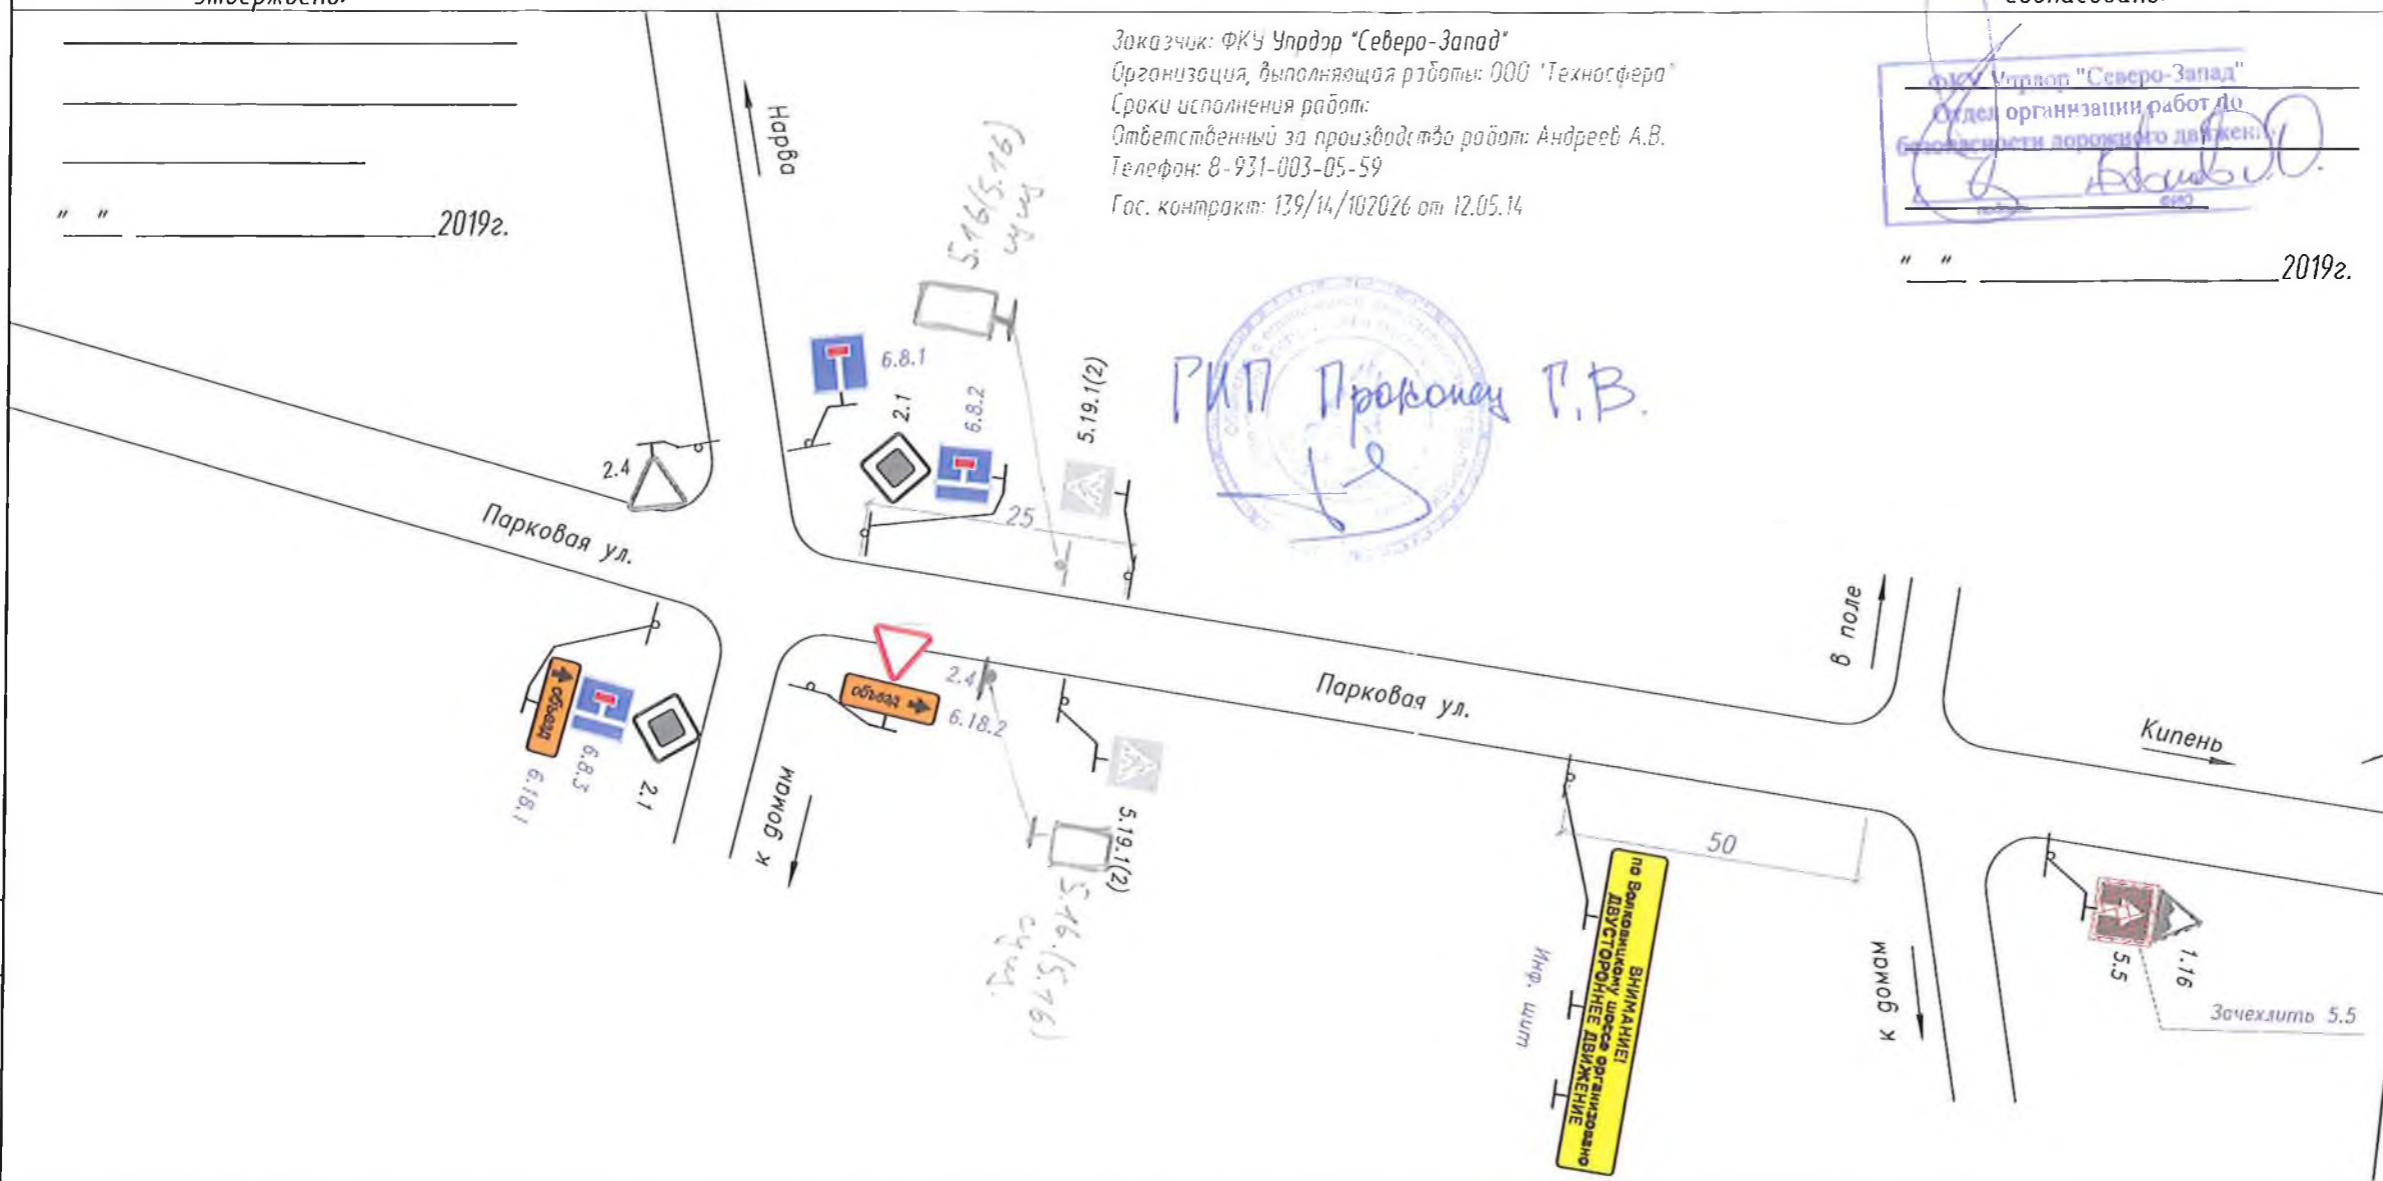 Утверждено:
Согласовано:
" " 2019г.
Заказчик: ФКУ Упрдор "Северо-Запад"
Организация, выполняющая работы: ООО "Техносфера"
Сроки исполнения работ:
Ответственный за производство работ: Андреев А.В.
Телефон: 8-931-003-05-59
Гос. контракт: 139/14/102026 от 12.05.14
ФКУ Упрдор "Северо-Запад"
Отдел организации работ по
безопасности дорожного движения
подпись
ФИО
" " 2019г.
Нарва
5.16(5.16)
6.8.1
2.1
6.8.2
5.19.1(2)
25
ГИП Г.В.
2.4
Парковая ул.
объезд
6.18.1
6.8.3
2.1
к домам
объезд
2.4
6.18.2
5.19.1(2)
5.16.(5.16)
сущ.
Парковая ул.
в поле
Кипень
50
ВНИМАНИЕ!
по Волковицкому шоссе организовано
ДВУСТОРОННЕЕ ДВИЖЕНИЕ
Инф. щит
к домам
1.16
5.5
Зачехлить 5.5